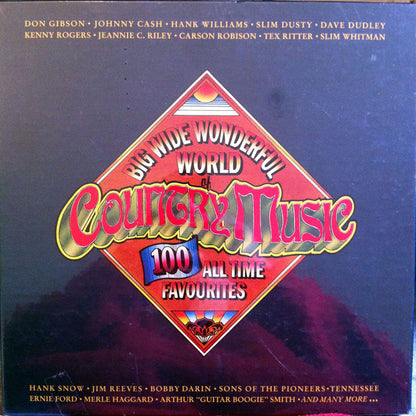 DON GIBSON • JOHNNY CASH • HANK WILLIAMS • SLIM DUSTY • DAVE DUDLEY
KENNY ROGERS • JEANNIE C. RILEY • CARSON ROBISON • TEX RITTER • SLIM WHITMAN
BIG WIDE WONDERFUL
WORLD
of
COUNTRY MUSIC
100 ALL TIME
FAVOURITES
HANK SNOW • JIM REEVES • BOBBY DARIN • SONS OF THE PIONEERS • TENNESSEE
ERNIE FORD • MERLE HAGGARD • ARTHUR "GUITAR BOOGIE" SMITH • AND MANY MORE ...